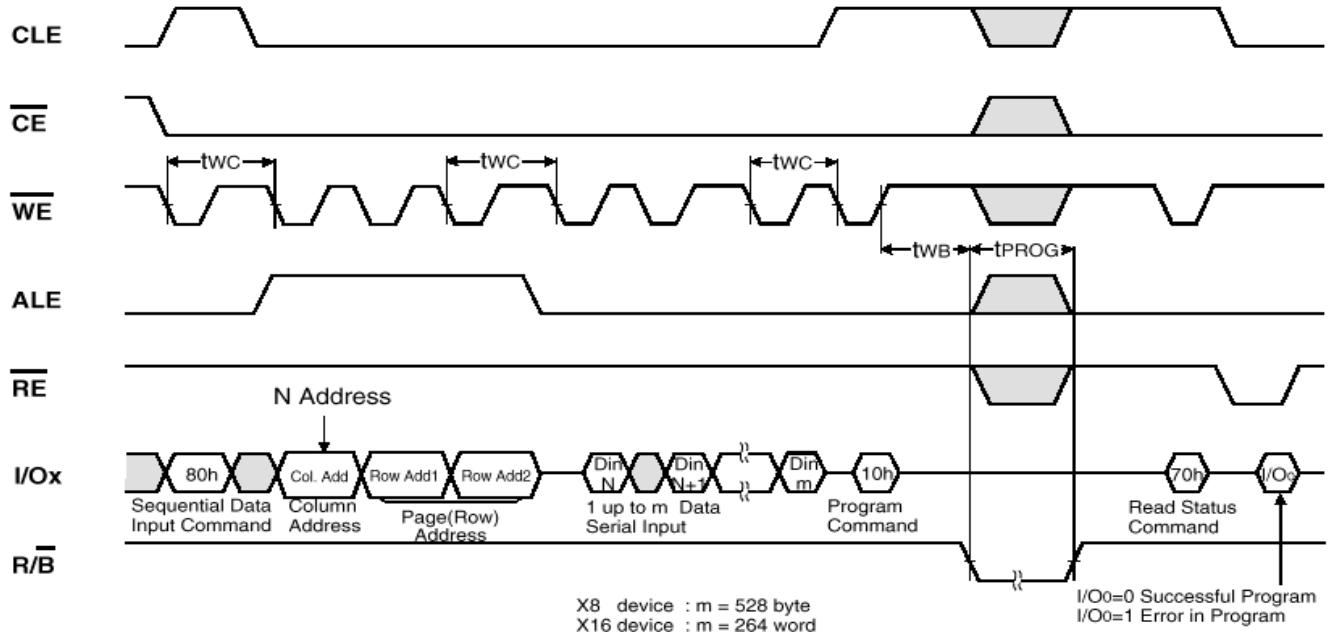 CLE
CE
tWC
tWC
tWC
WE
tWB
tPROG
ALE
RE
N Address
I/Ox
80h
Col. Add
Row Add1
Row Add2
Din
N
Din
N+1
Din
m
10h
70h
I/O0
Sequential Data
Input Command
Column
Address
Page(Row)
Address
1 up to m Data
Serial Input
Program
Command
Read Status
Command
R/B
I/O0=0 Successful Program
I/O0=1 Error in Program
X8 device : m = 528 byte
X16 device : m = 264 word